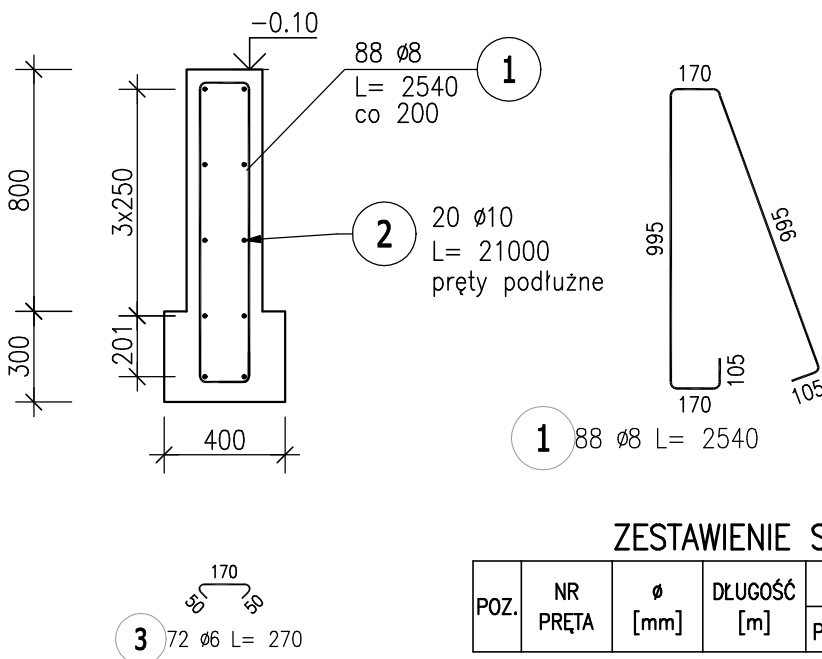 -0.10
88 ø8
L= 2540
co 200
1
800
3x250
2
20 ø10
L= 21000
pręty podłużne
300
201
400
170
995
995
105
170
105
1 88 ø8 L= 2540
170
50
50
3 72 ø6 L= 270
ZESTAWIENIE S
POZ.
NR PRĘTA
ø [mm]
DŁUGOŚĆ [m]
P